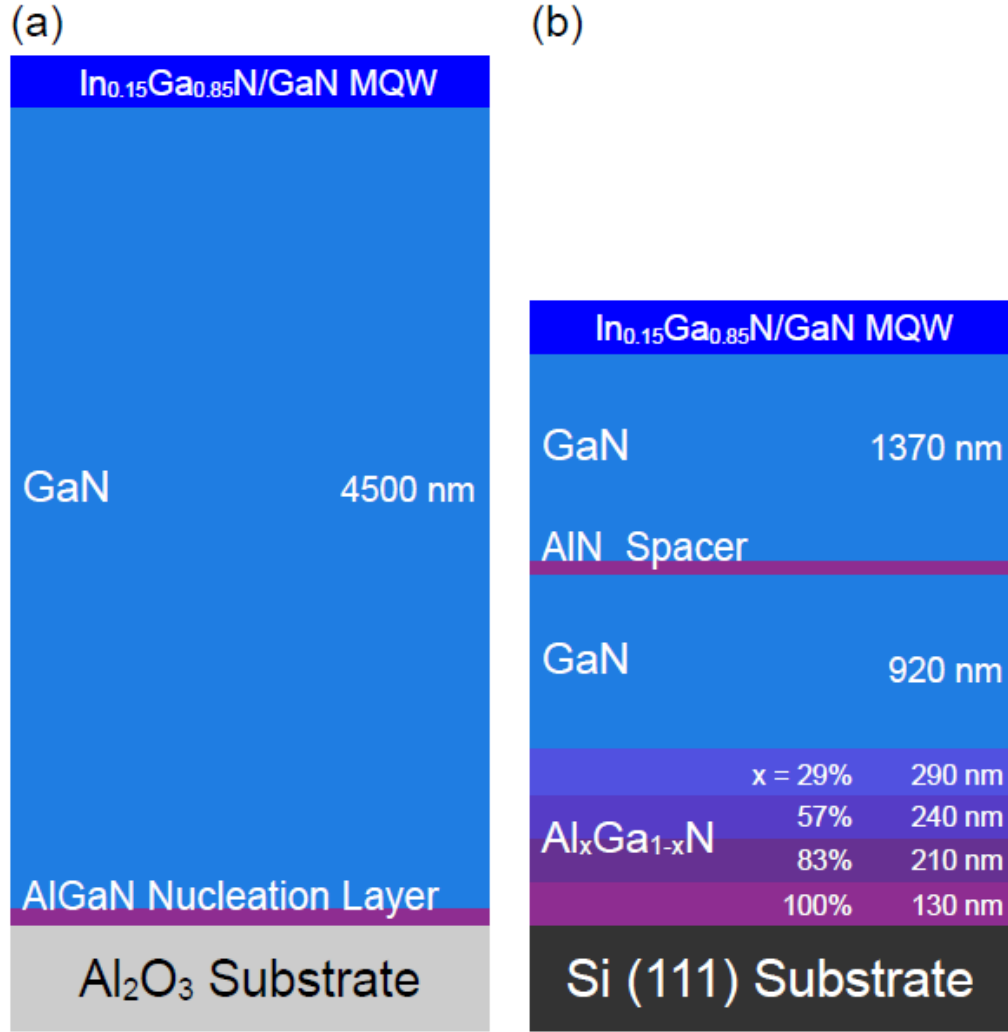 (a)
In₀.₁₅Ga₀.₈₅N/GaN MQW
GaN 4500 nm
AlGaN Nucleation Layer
Al₂O₃ Substrate
(b)
In₀.₁₅Ga₀.₈₅N/GaN MQW
GaN 1370 nm
AlN Spacer
GaN 920 nm
x = 29% 290 nm
57% 240 nm
AlₓGa₁₋ₓN
83% 210 nm
100% 130 nm
Si (111) Substrate